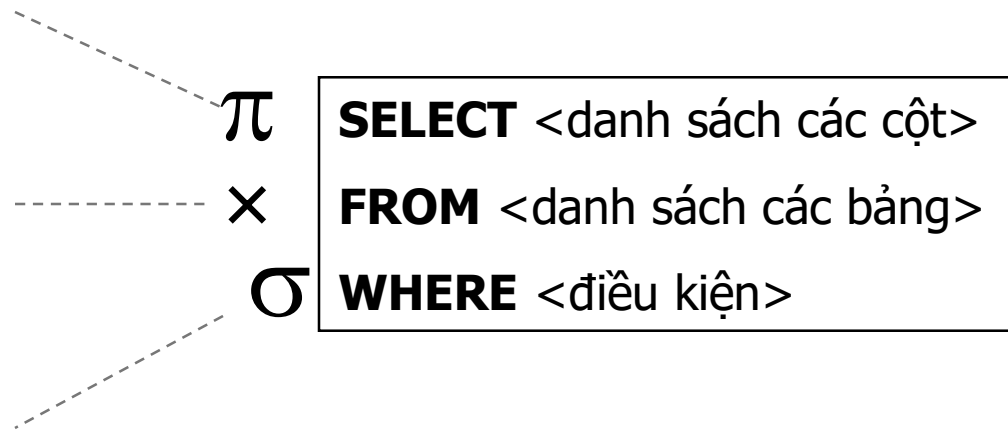 π SELECT <danh sách các cột>
× FROM <danh sách các bảng>
σ WHERE <điều kiện>